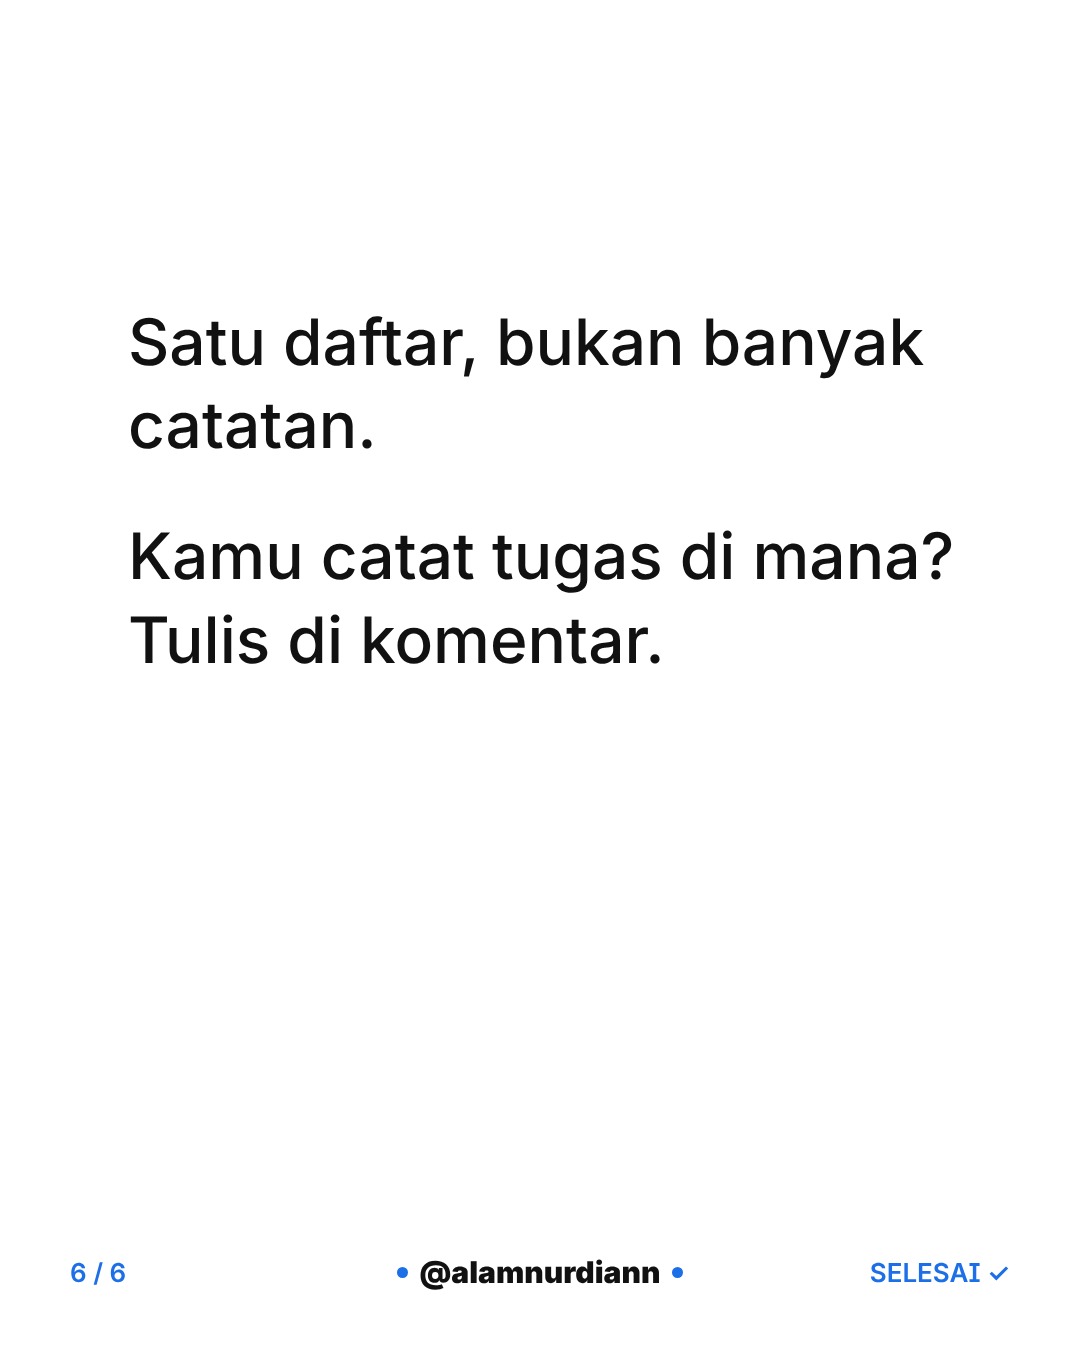 Satu daftar, bukan banyak
catatan.
Kamu catat tugas di mana?
Tulis di komentar.
6 / 6
• @alamnurdiann •
SELESAI ✓